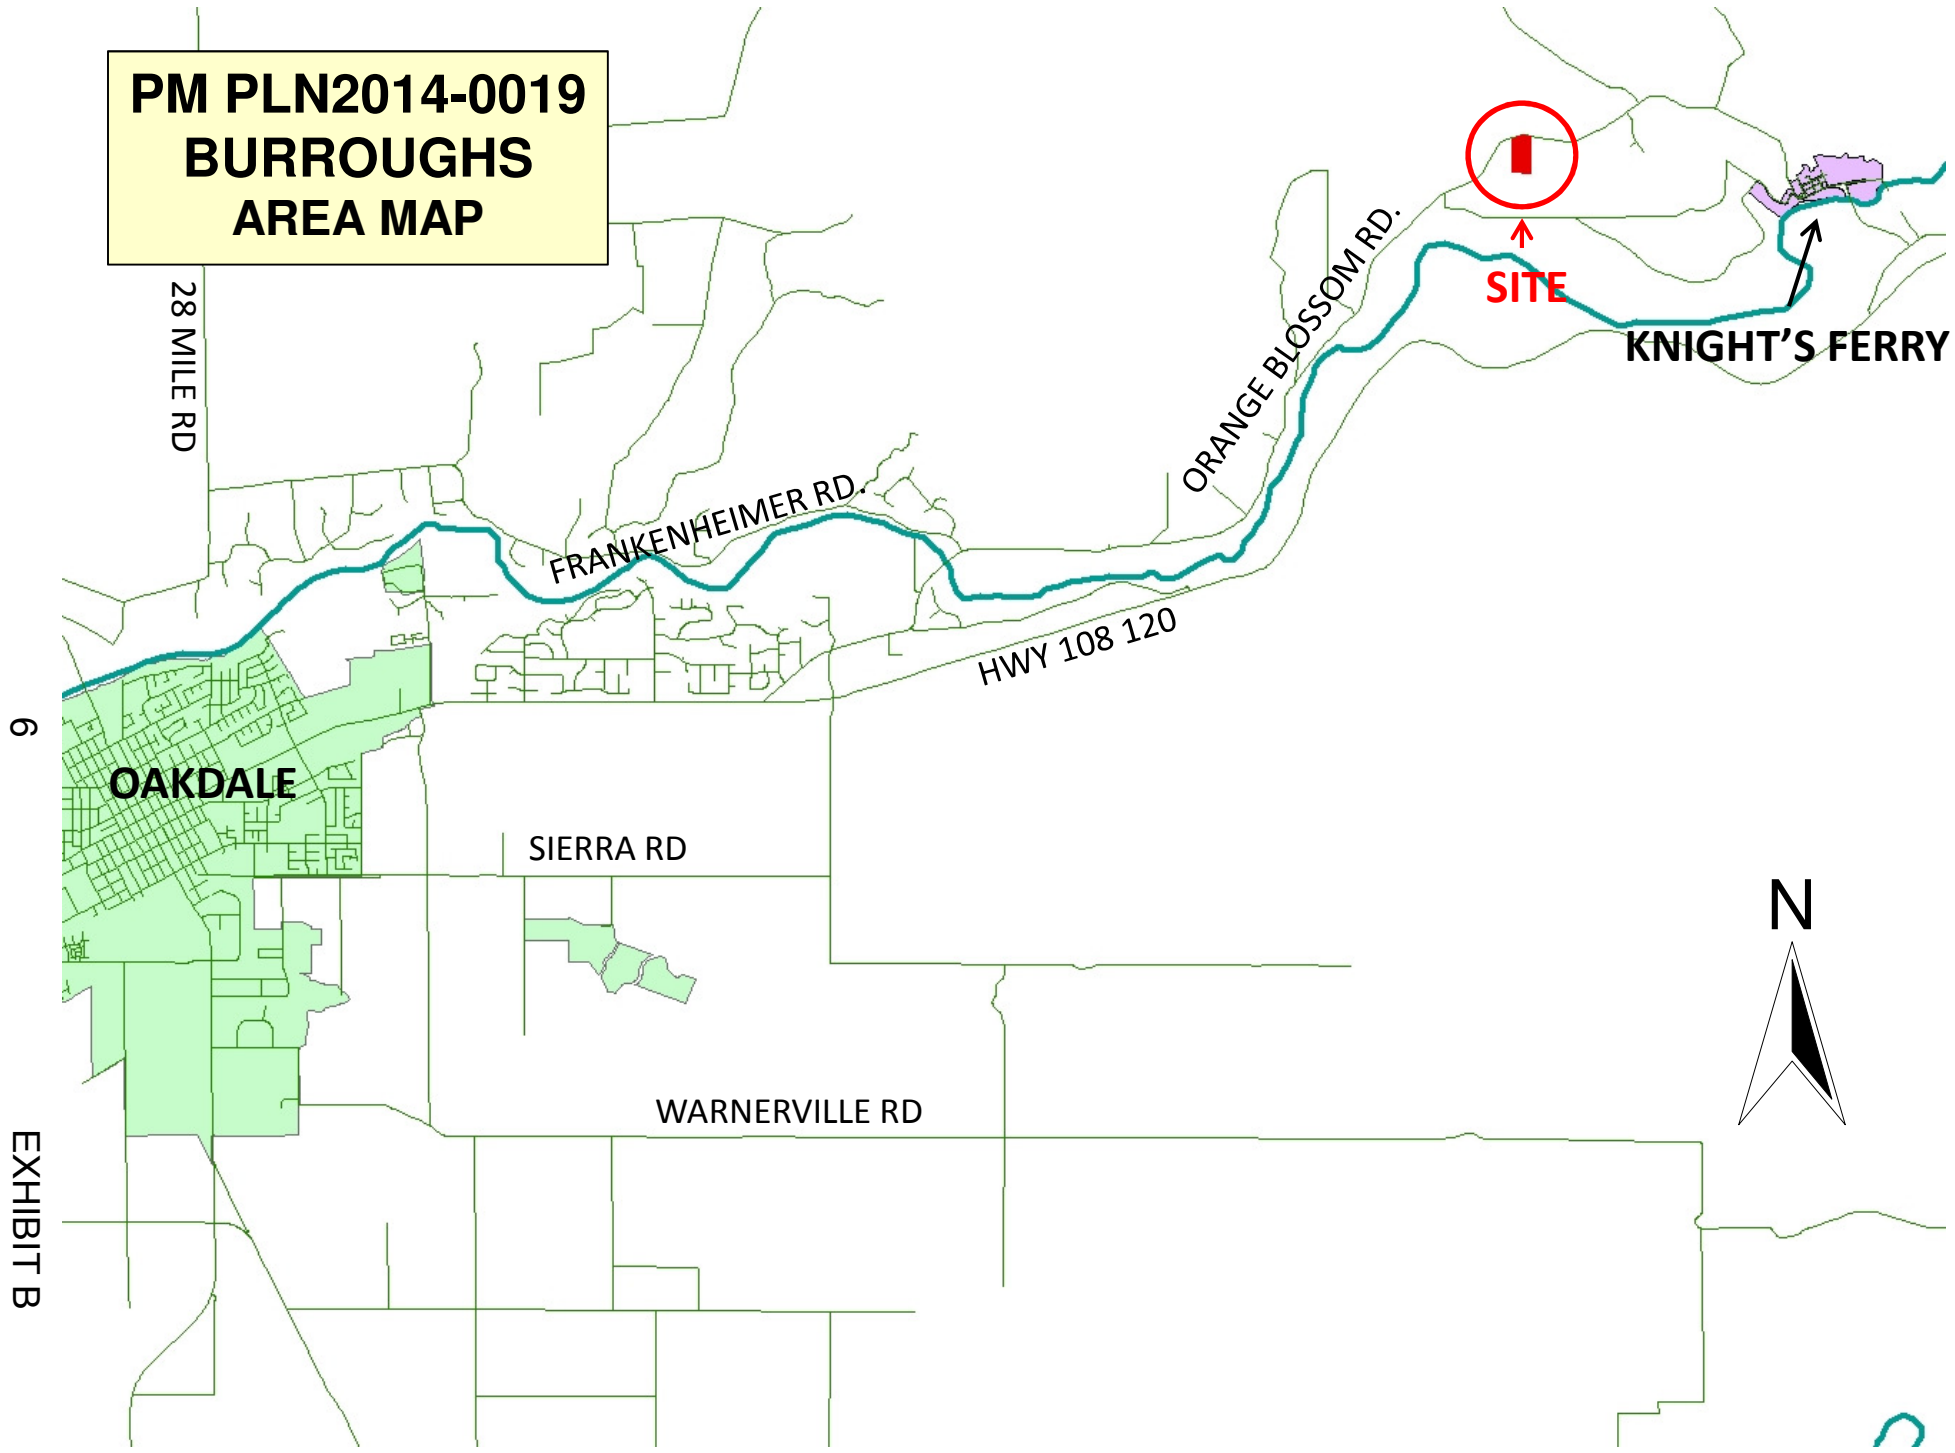 PM PLN2014-0019
BURROUGHS
AREA MAP
28 MILE RD
ORANGE BLOSSOM RD.
SITE
KNIGHT’S FERRY
FRANKENHEIMER RD.
HWY 108 120
OAKDALE
SIERRA RD
N
WARNERVILLE RD
6
EXHIBIT B